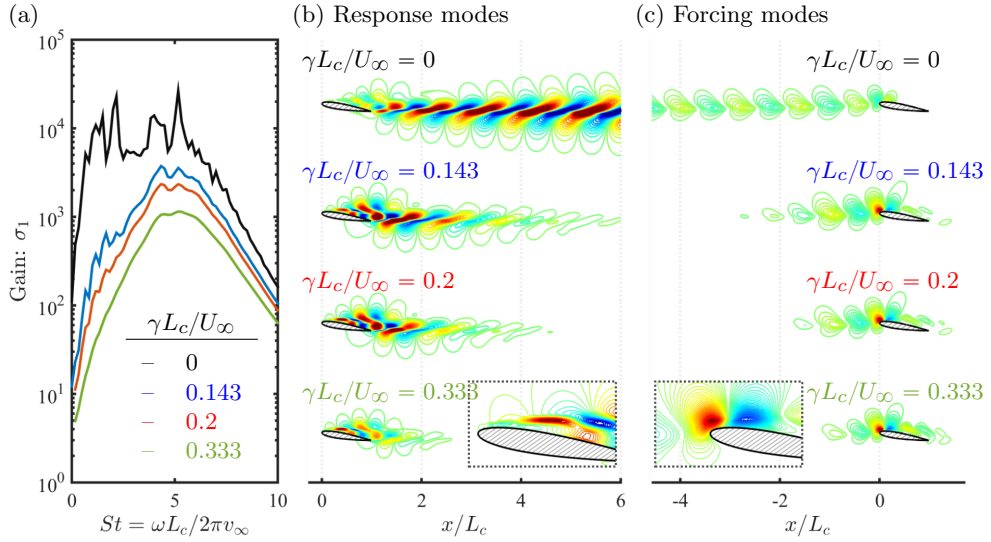 (a)
10^5
10^4
10^3
10^2
10^1
10^0
Gain: σ_1
γL_c/U_∞
– 0
– 0.143
– 0.2
– 0.333
0 5 10
St = ωL_c/2πv_∞
(b) Response modes
γL_c/U_∞ = 0
γL_c/U_∞ = 0.143
γL_c/U_∞ = 0.2
γL_c/U_∞ = 0.333
0 2 4 6
x/L_c
(c) Forcing modes
γL_c/U_∞ = 0
γL_c/U_∞ = 0.143
γL_c/U_∞ = 0.2
γL_c/U_∞ = 0.333
-4 -2 0
x/L_c